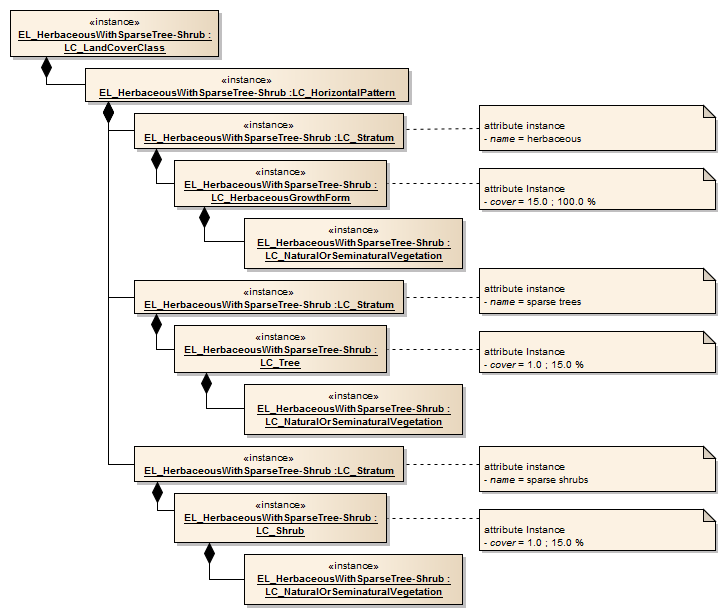 «instance»
EL_HerbaceousWithSparseTree-Shrub :
LC_LandCoverClass
«instance»
EL_HerbaceousWithSparseTree-Shrub :LC_HorizontalPattern
«instance»
EL_HerbaceousWithSparseTree-Shrub :LC_Stratum
attribute instance
- name = herbaceous
«instance»
EL_HerbaceousWithSparseTree-Shrub :
LC_HerbaceousGrowthForm
attribute Instance
- cover = 15.0 ; 100.0 %
«instance»
EL_HerbaceousWithSparseTree-Shrub :
LC_NaturalOrSeminaturalVegetation
«instance»
EL_HerbaceousWithSparseTree-Shrub :LC_Stratum
attribute instance
- name = sparse trees
«instance»
EL_HerbaceousWithSparseTree-Shrub :
LC_Tree
attribute Instance
- cover = 1.0 ; 15.0 %
«instance»
EL_HerbaceousWithSparseTree-Shrub :
LC_NaturalOrSeminaturalVegetation
«instance»
EL_HerbaceousWithSparseTree-Shrub :LC_Stratum
attribute instance
- name = sparse shrubs
«instance»
EL_HerbaceousWithSparseTree-Shrub :
LC_Shrub
attribute Instance
- cover = 1.0 ; 15.0 %
«instance»
EL_HerbaceousWithSparseTree-Shrub :
LC_NaturalOrSeminaturalVegetation